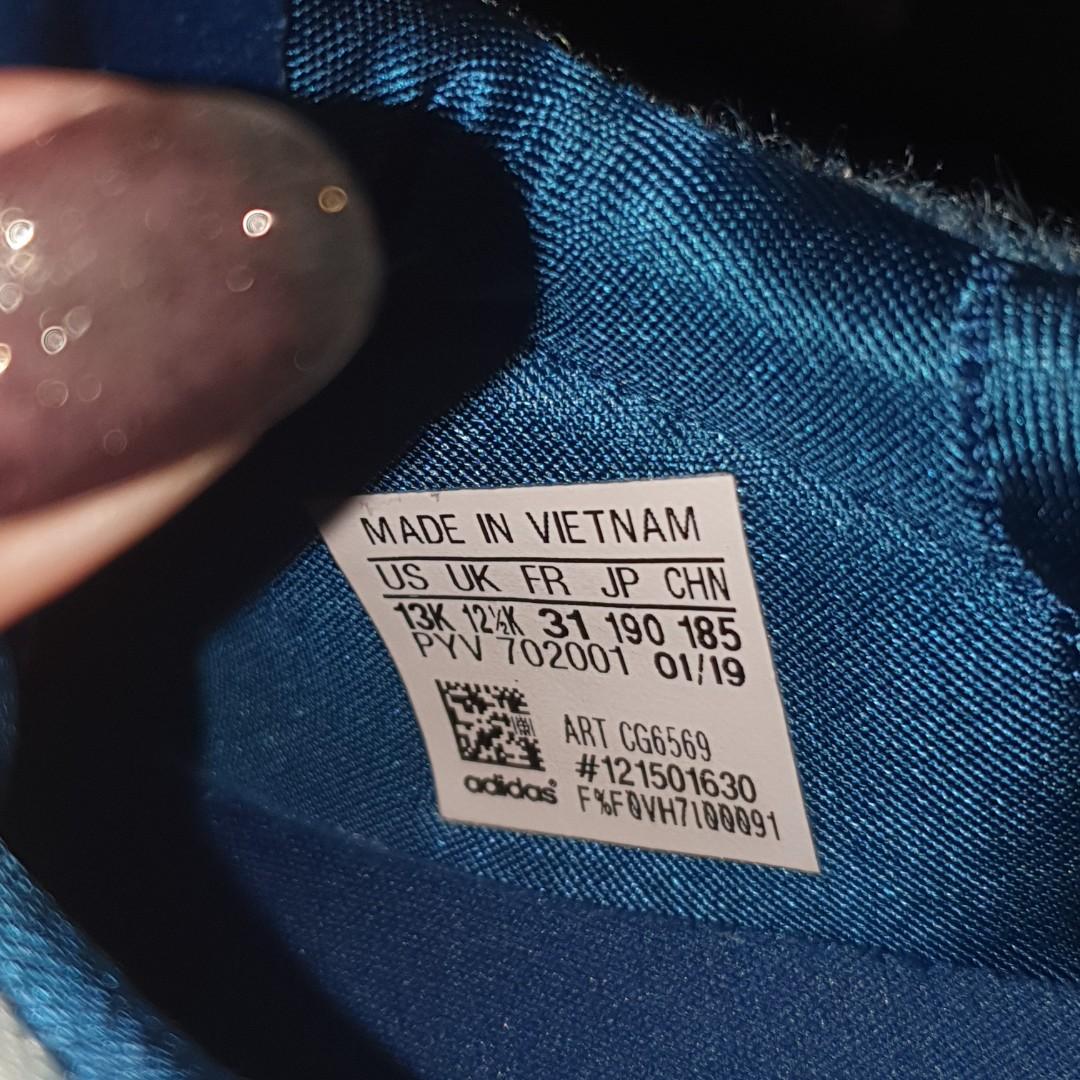 MADE IN VIETNAM
US UK FR JP CHN
13K 12½K 31 190 185
PYV 702001 01/19
ART CG6569
#121501630
adidas
F%F0VH7I00091